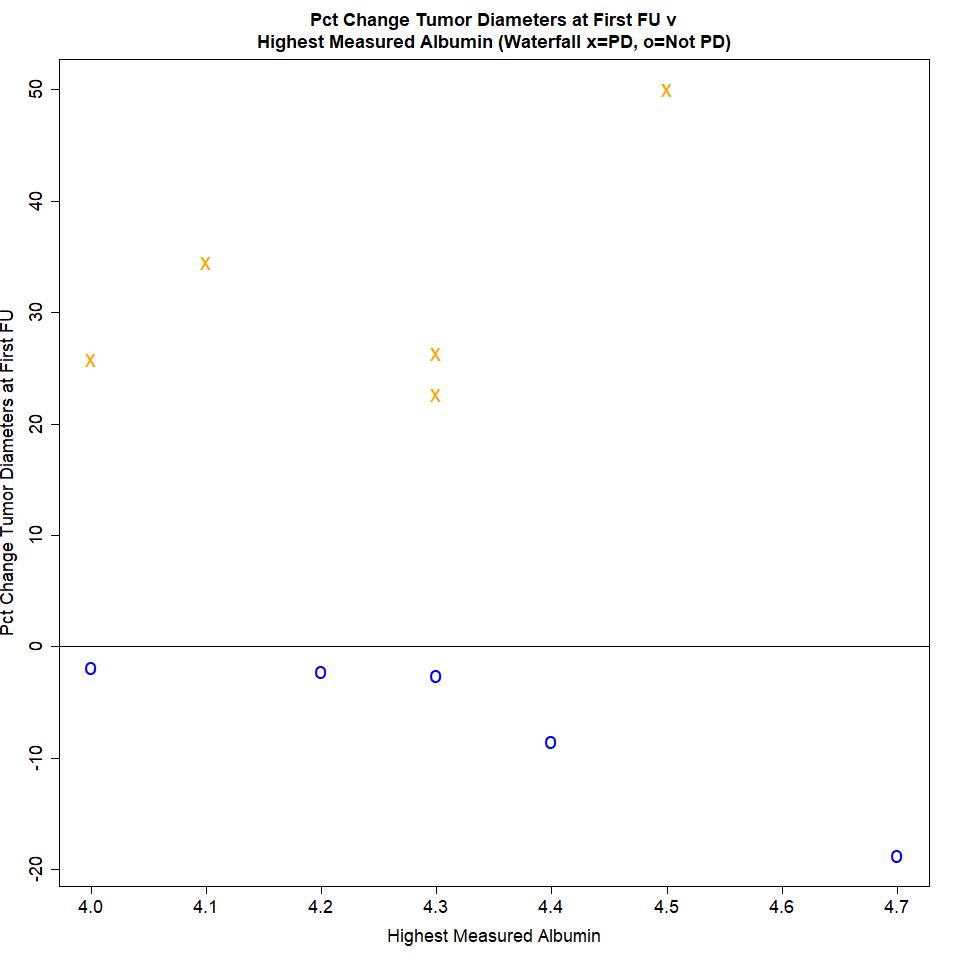 Pct Change Tumor Diameters at First FU v
Highest Measured Albumin (Waterfall x=PD, o=Not PD)
Pct Change Tumor Diameters at First FU
50
40
30
20
10
0
-10
-20
X
X
X
X
X
O
O
O
O
O
4.0 4.1 4.2 4.3 4.4 4.5 4.6 4.7
Highest Measured Albumin